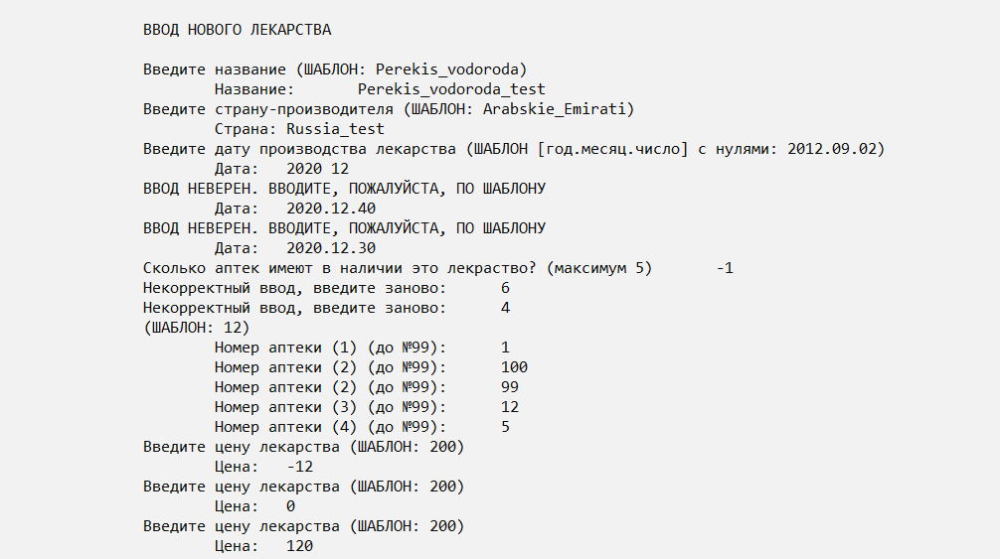 ВВОД НОВОГО ЛЕКАРСТВА
Введите название (ШАБЛОН: Perekis_vodoroda)
Название: Perekis_vodoroda_test
Введите страну-производителя (ШАБЛОН: Arabskie_Emirati)
Страна: Russia_test
Введите дату производства лекарства (ШАБЛОН [год.месяц.число] с нулями: 2012.09.02)
Дата: 2020 12
ВВОД НЕВЕРЕН. ВВОДИТЕ, ПОЖАЛУЙСТА, ПО ШАБЛОНУ
Дата: 2020.12.40
ВВОД НЕВЕРЕН. ВВОДИТЕ, ПОЖАЛУЙСТА, ПО ШАБЛОНУ
Дата: 2020.12.30
Сколько аптек имеют в наличии это лекраство? (максимум 5) -1
Некорректный ввод, введите заново: 6
Некорректный ввод, введите заново: 4
(ШАБЛОН: 12)
Номер аптеки (1) (до №99): 1
Номер аптеки (2) (до №99): 100
Номер аптеки (2) (до №99): 99
Номер аптеки (3) (до №99): 12
Номер аптеки (4) (до №99): 5
Введите цену лекарства (ШАБЛОН: 200)
Цена: -12
Введите цену лекарства (ШАБЛОН: 200)
Цена: 0
Введите цену лекарства (ШАБЛОН: 200)
Цена: 120